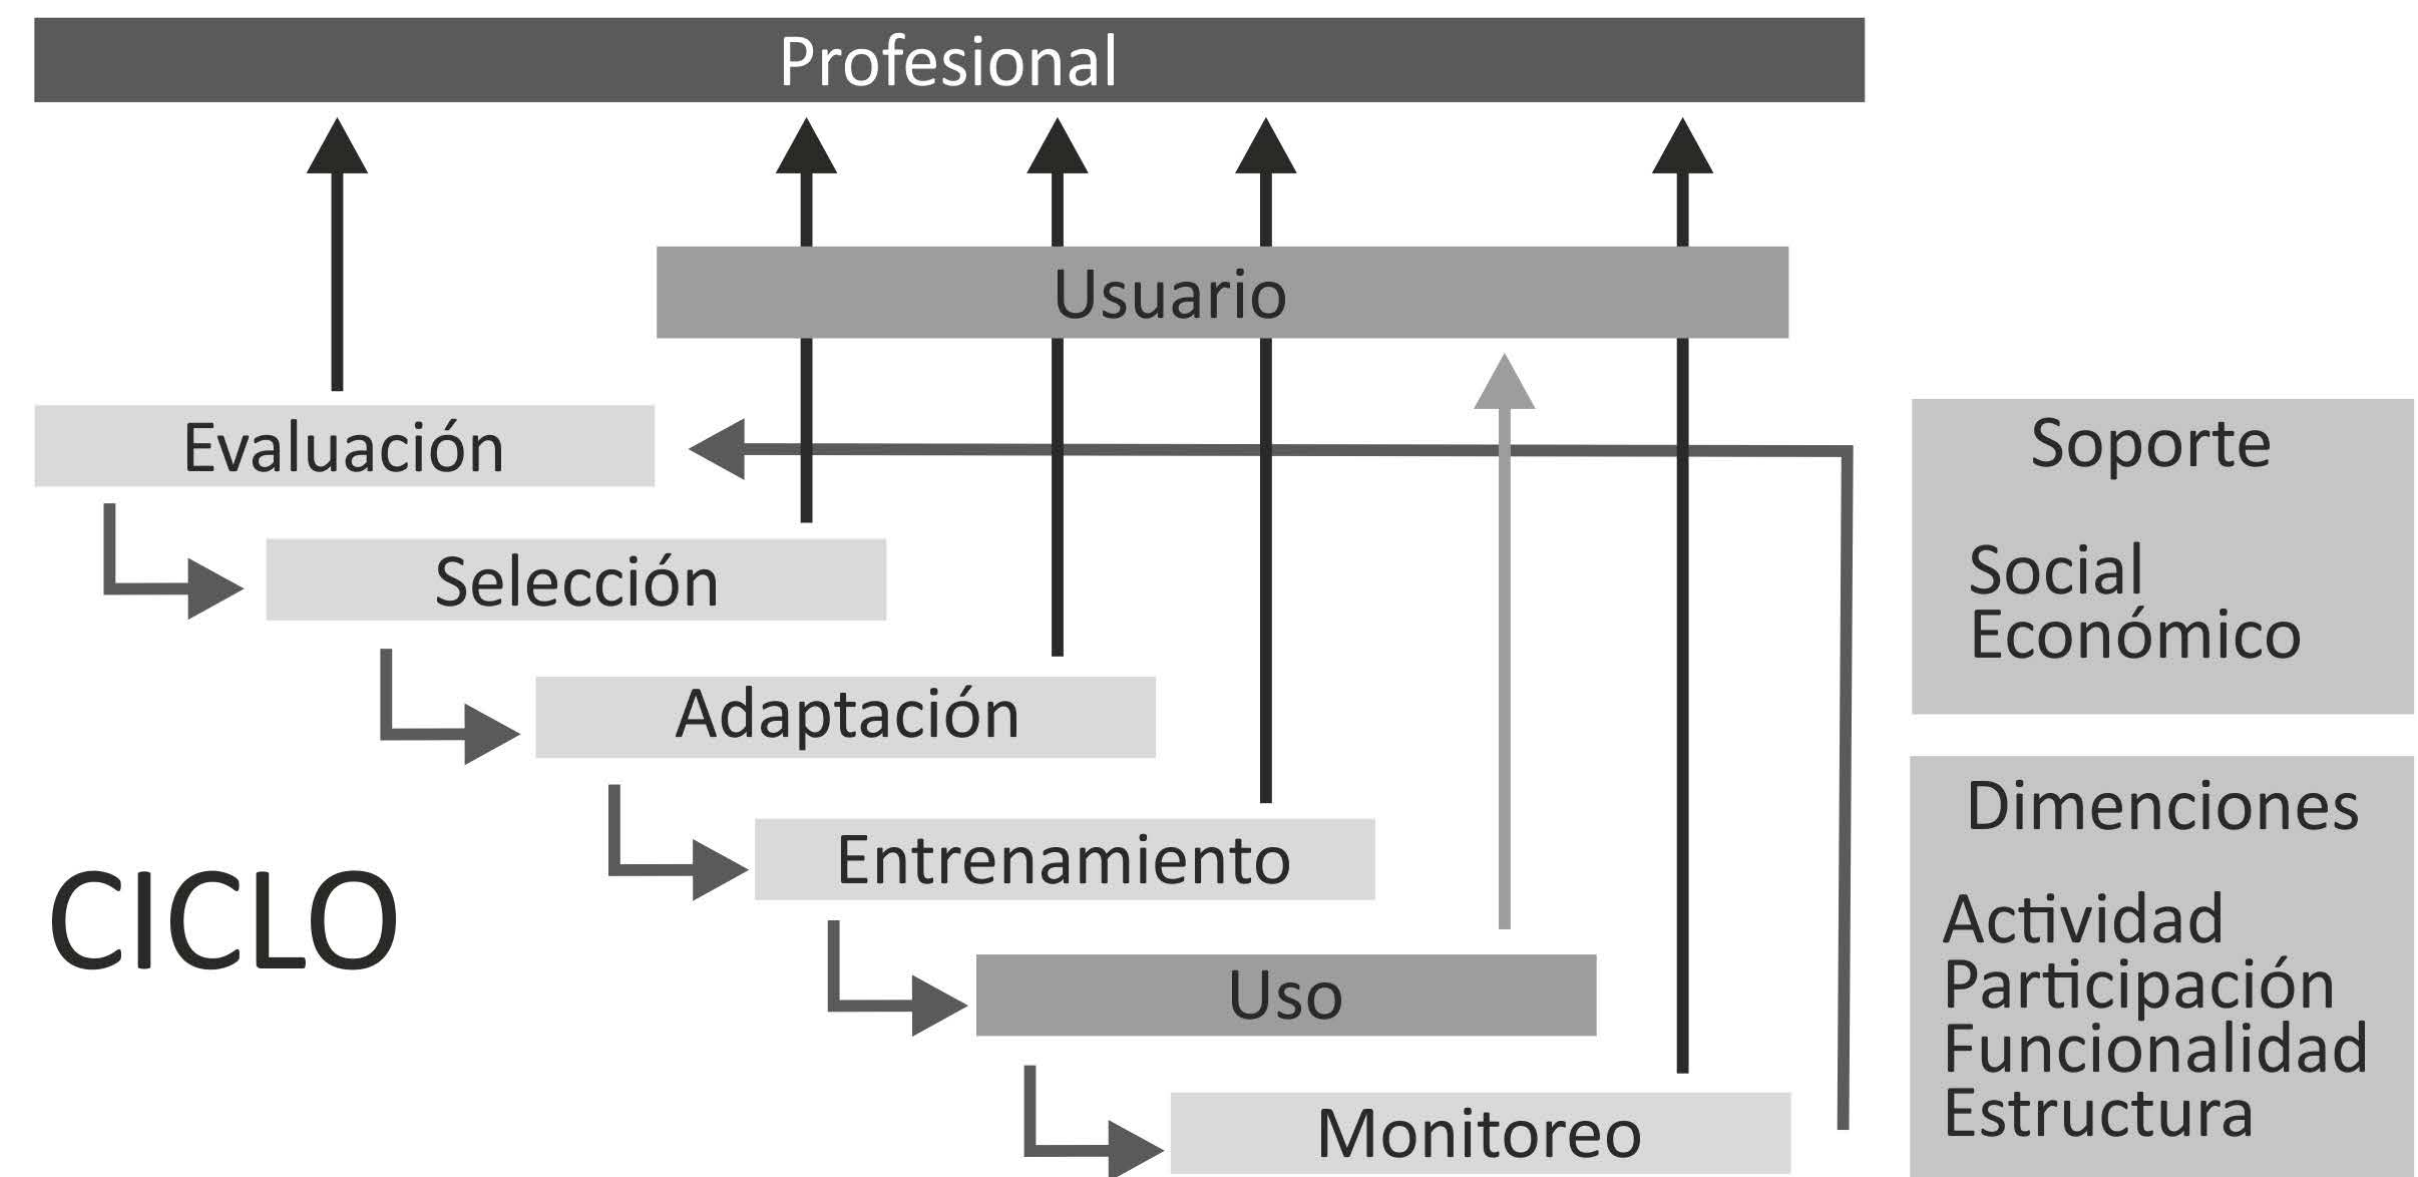 Profesional
Usuario
Evaluación
Selección
Adaptación
Entrenamiento
Uso
Monitoreo
CICLO
Soporte
Social
Económico
Dimenciones
Actividad
Participación
Funcionalidad
Estructura